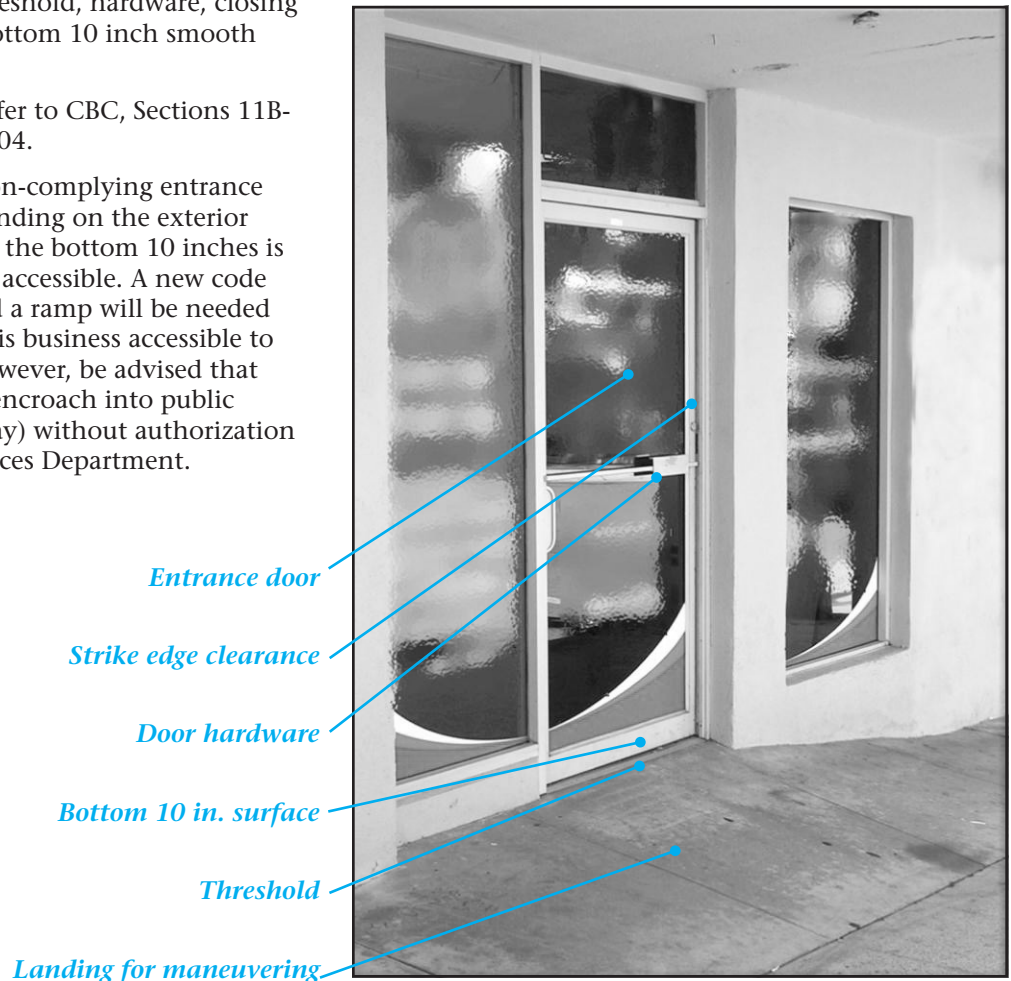 eshold, hardware, closing
ottom 10 inch smooth
fer to CBC, Sections 11B-
04.
on-complying entrance
nding on the exterior
the bottom 10 inches is
accessible. A new code
d a ramp will be needed
is business accessible to
wever, be advised that
encroach into public
ay) without authorization
ces Department.
Entrance door
Strike edge clearance
Door hardware
Bottom 10 in. surface
Threshold
Landing for maneuvering